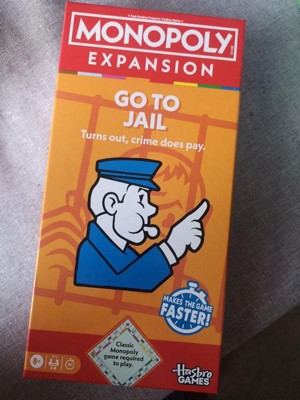 MONOPOLY
EXPANSION
GO TO
JAIL
Turns out, crime does pay.
MAKES THE GAME
FASTER!
Classic
Monopoly
game required
to play.
8+
Hasbro
GAMES